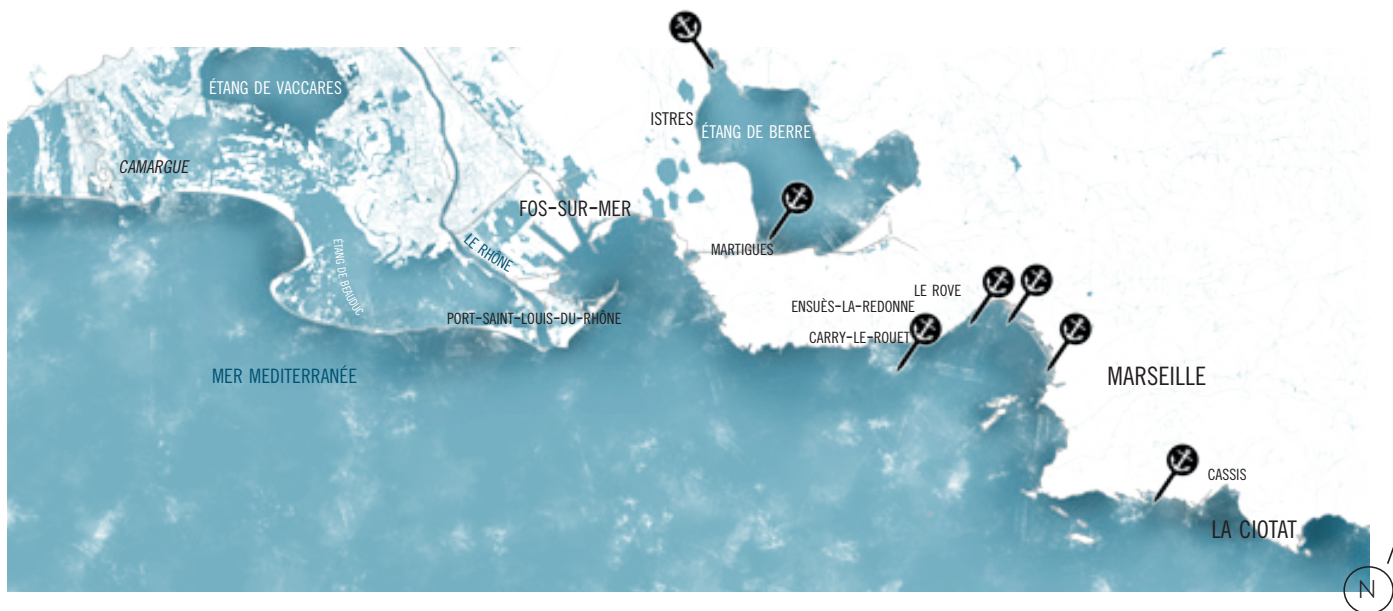 ÉTANG DE VACCARES
ISTRES
ÉTANG DE BERRE
CAMARGUE
FOS-SUR-MER
LE RHÔNE
MARTIGUES
ÉTANG DE BEAUDUC
LE ROVE
ENSUÈS-LA-REDONNE
PORT-SAINT-LOUIS-DU-RHÔNE
CARRY-LE-ROUET
MER MEDITERRANÉE
MARSEILLE
CASSIS
LA CIOTAT
N